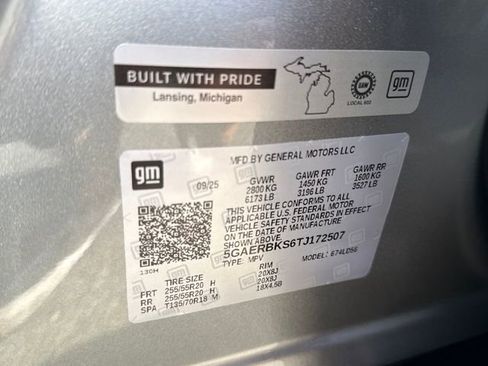 BUILT WITH PRIDE
Lansing, Michigan
UAW
LOCAL 602
gm
gm
MFD BY GENERAL MOTORS LLC
09/25
GVWR GAWR FRT GAWR RR
2800 KG 1450 KG 1600 KG
6173 LB 3196 LB 3527 LB
THIS VEHICLE CONFORMS TO ALL
APPLICABLE U.S. FEDERAL MOTOR
VEHICLE SAFETY STANDARDS IN EFFECT
ON THE DATE OF MANUFACTURE
SHOWN ABOVE.
5GAERBKS6TJ172507
TYPE: MPV MODEL: 674LD56
130H
TIRE SIZE RIM
FRT 255/55R20 H 20X8J
RR 255/55R20 H 20X8J
SPA T135/70R18 M 18X4.5B